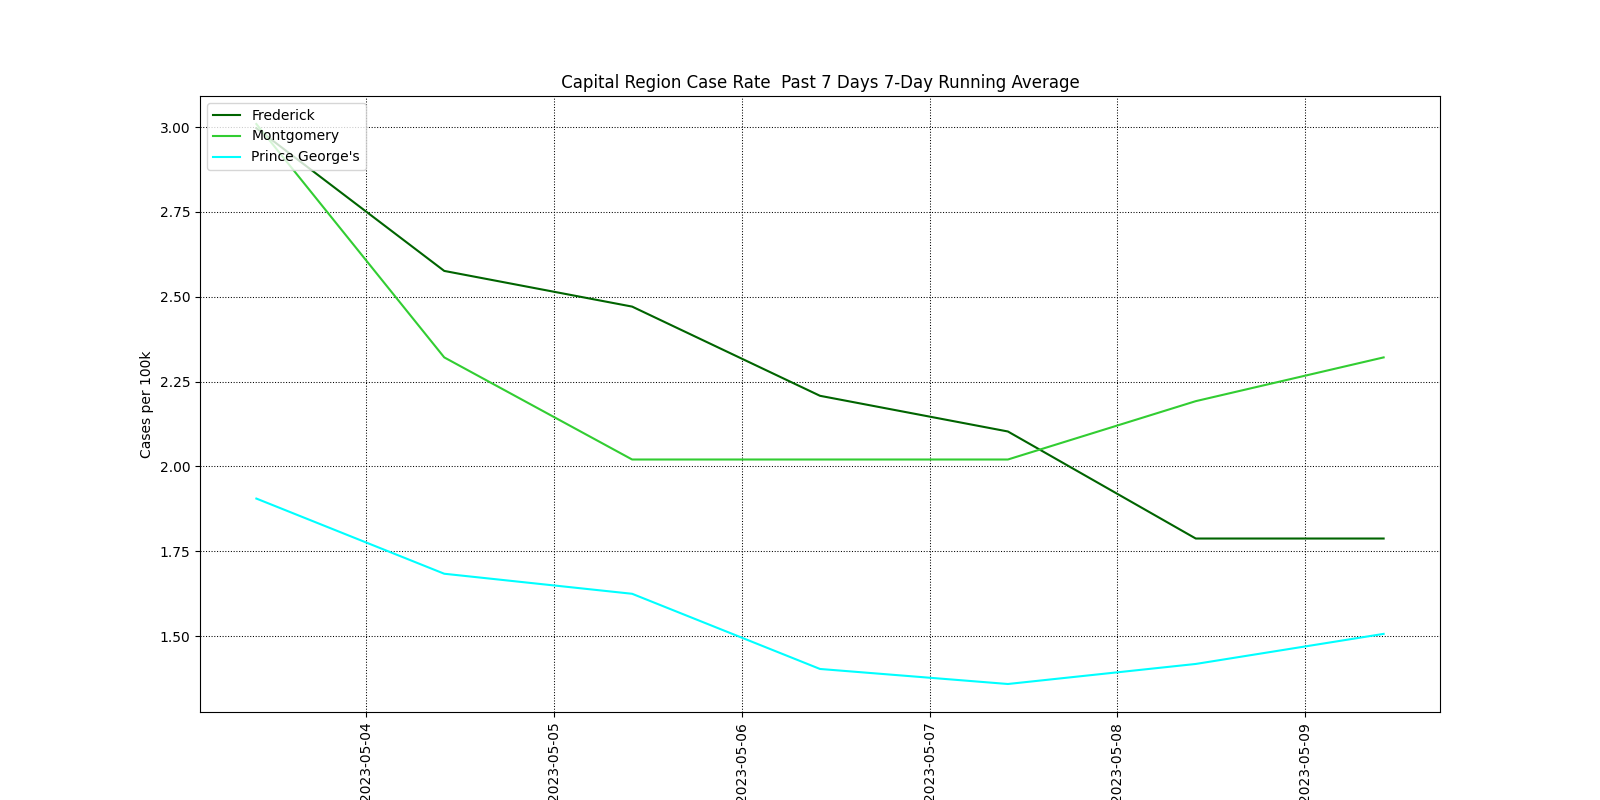 Capital Region Case Rate  Past 7 Days 7-Day Running Average
Frederick
Montgomery
Prince George's
Cases per 100k
3.00
2.75
2.50
2.25
2.00
1.75
1.50
2023-05-04
2023-05-05
2023-05-06
2023-05-07
2023-05-08
2023-05-09